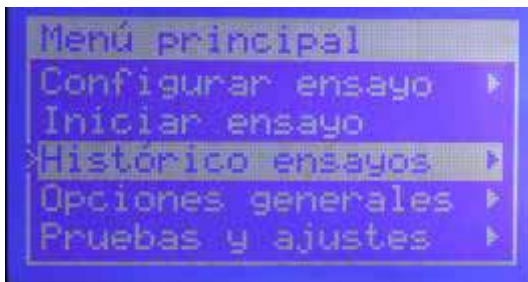 Menú principal
Configurar ensayo
Iniciar ensayo
Histórico ensayos
Opciones generales
Pruebas y ajustes